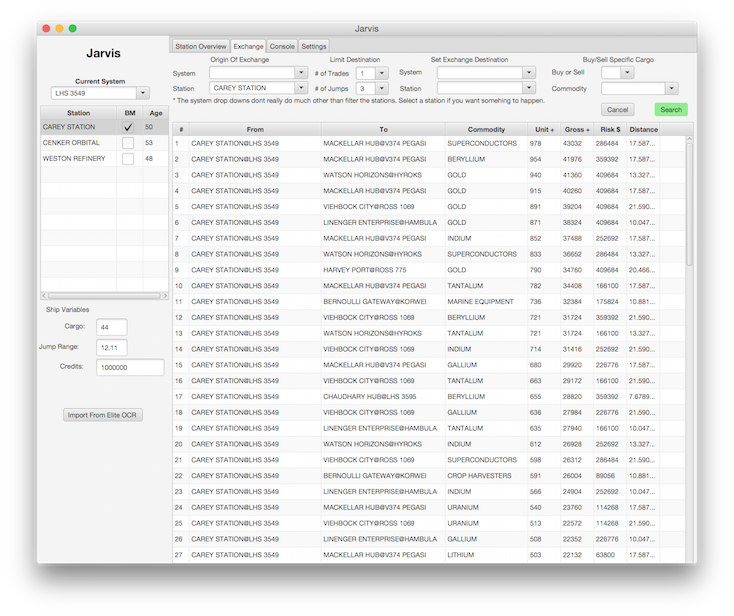 Jarvis
Jarvis
Current System
LHS 3549
Station BM Age
CAREY STATION 50
CENKER ORBITAL 53
WESTON REFINERY 48
Ship Variables
Cargo: 44
Jump Range: 12.11
Credits: 1000000
Import From Elite OCR
Station Overview Exchange Console Settings
Origin Of Exchange Limit Destination Set Exchange Destination Buy/Sell Specific Cargo
System # of Trades 1 System Buy or Sell
Station CAREY STATION # of Jumps 3 Station Commodity
* The system drop downs dont really do much other than filter the stations. Select a station if you want somehing to happen.
Cancel Search
# From To Commodity Unit + Gross + Risk $ Distance
1 CAREY STATION@LHS 3549 MACKELLAR HUB@V374 PEGASI SUPERCONDUCTORS 978 43032 286484 17.587...
2 CAREY STATION@LHS 3549 MACKELLAR HUB@V374 PEGASI BERYLLIUM 954 41976 359392 17.587...
3 CAREY STATION@LHS 3549 WATSON HORIZONS@HYROKS GOLD 940 41360 409684 13.327...
4 CAREY STATION@LHS 3549 MACKELLAR HUB@V374 PEGASI GOLD 915 40260 409684 17.587...
5 CAREY STATION@LHS 3549 VIEHBOCK CITY@ROSS 1069 GOLD 891 39204 409684 21.590...
6 CAREY STATION@LHS 3549 LINENGER ENTERPRISE@HAMBULA GOLD 871 38324 409684 10.047...
7 CAREY STATION@LHS 3549 MACKELLAR HUB@V374 PEGASI INDIUM 852 37488 252692 17.587...
8 CAREY STATION@LHS 3549 WATSON HORIZONS@HYROKS SUPERCONDUCTORS 833 36652 286484 13.327...
9 CAREY STATION@LHS 3549 HARVEY PORT@ROSS 775 GOLD 790 34760 409684 20.466...
10 CAREY STATION@LHS 3549 MACKELLAR HUB@V374 PEGASI TANTALUM 782 34408 166100 17.587...
11 CAREY STATION@LHS 3549 BERNOULLI GATEWAY@KORWEI MARINE EQUIPMENT 736 32384 175824 10.881...
12 CAREY STATION@LHS 3549 VIEHBOCK CITY@ROSS 1069 BERYLLIUM 721 31724 359392 21.590...
13 CAREY STATION@LHS 3549 WATSON HORIZONS@HYROKS TANTALUM 721 31724 166100 13.327...
14 CAREY STATION@LHS 3549 VIEHBOCK CITY@ROSS 1069 INDIUM 714 31416 252692 21.590...
15 CAREY STATION@LHS 3549 MACKELLAR HUB@V374 PEGASI GALLIUM 680 29920 226776 17.587...
16 CAREY STATION@LHS 3549 VIEHBOCK CITY@ROSS 1069 TANTALUM 663 29172 166100 21.590...
17 CAREY STATION@LHS 3549 CHAUDHARY HUB@LHS 3595 BERYLLIUM 655 28820 359392 7.6789...
18 CAREY STATION@LHS 3549 VIEHBOCK CITY@ROSS 1069 GALLIUM 636 27984 226776 21.590...
19 CAREY STATION@LHS 3549 LINENGER ENTERPRISE@HAMBULA TANTALUM 635 27940 166100 10.047...
20 CAREY STATION@LHS 3549 WATSON HORIZONS@HYROKS INDIUM 612 26928 252692 13.327...
21 CAREY STATION@LHS 3549 VIEHBOCK CITY@ROSS 1069 SUPERCONDUCTORS 598 26312 286484 21.590...
22 CAREY STATION@LHS 3549 BERNOULLI GATEWAY@KORWEI CROP HARVESTERS 591 26004 89056 10.881...
23 CAREY STATION@LHS 3549 LINENGER ENTERPRISE@HAMBULA INDIUM 566 24904 252692 10.047...
24 CAREY STATION@LHS 3549 MACKELLAR HUB@V374 PEGASI URANIUM 540 23760 114268 17.587...
25 CAREY STATION@LHS 3549 VIEHBOCK CITY@ROSS 1069 URANIUM 513 22572 114268 21.590...
26 CAREY STATION@LHS 3549 LINENGER ENTERPRISE@HAMBULA GALLIUM 508 22352 226776 10.047...
27 CAREY STATION@LHS 3549 MACKELLAR HUB@V374 PEGASI LITHIUM 503 22132 63800 17.587...